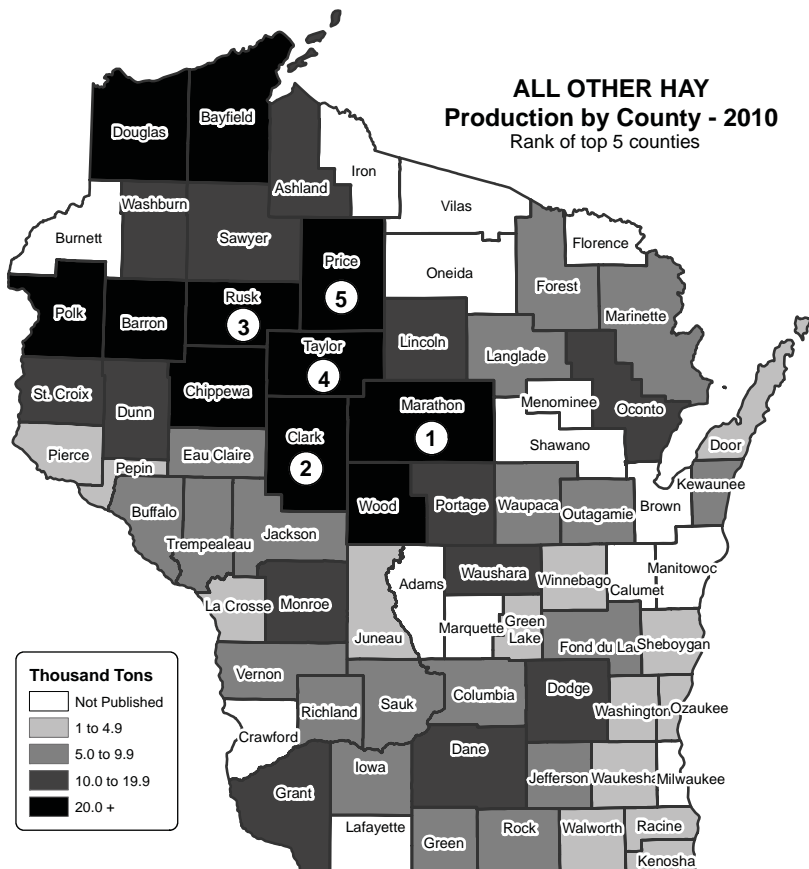 ALL OTHER HAY
Production by County - 2010
Rank of top 5 counties
Douglas
Bayfield
Iron
Ashland
Vilas
Washburn
Burnett
Sawyer
Florence
Price
Oneida
Forest
5
Rusk
3
Polk
Barron
Marinette
Taylor
4
Lincoln
Langlade
St. Croix
Chippewa
Menominee
Dunn
Marathon
1
Oconto
Clark
2
Shawano
Door
Pierce
Eau Claire
Pepin
Kewaunee
Wood
Portage
Waupaca
Outagamie
Brown
Buffalo
Jackson
Trempealeau
Waushara
Winnebago
Manitowoc
Adams
Calumet
La Crosse
Monroe
Juneau
Marquette
Green
Lake
Fond du Lac
Sheboygan
Vernon
Sauk
Columbia
Dodge
Richland
Washington
Ozaukee
Crawford
Dane
Iowa
Jefferson
Waukesha
Milwaukee
Grant
Lafayette
Green
Rock
Walworth
Racine
Kenosha
Thousand Tons
Not Published
1 to 4.9
5.0 to 9.9
10.0 to 19.9
20.0 +